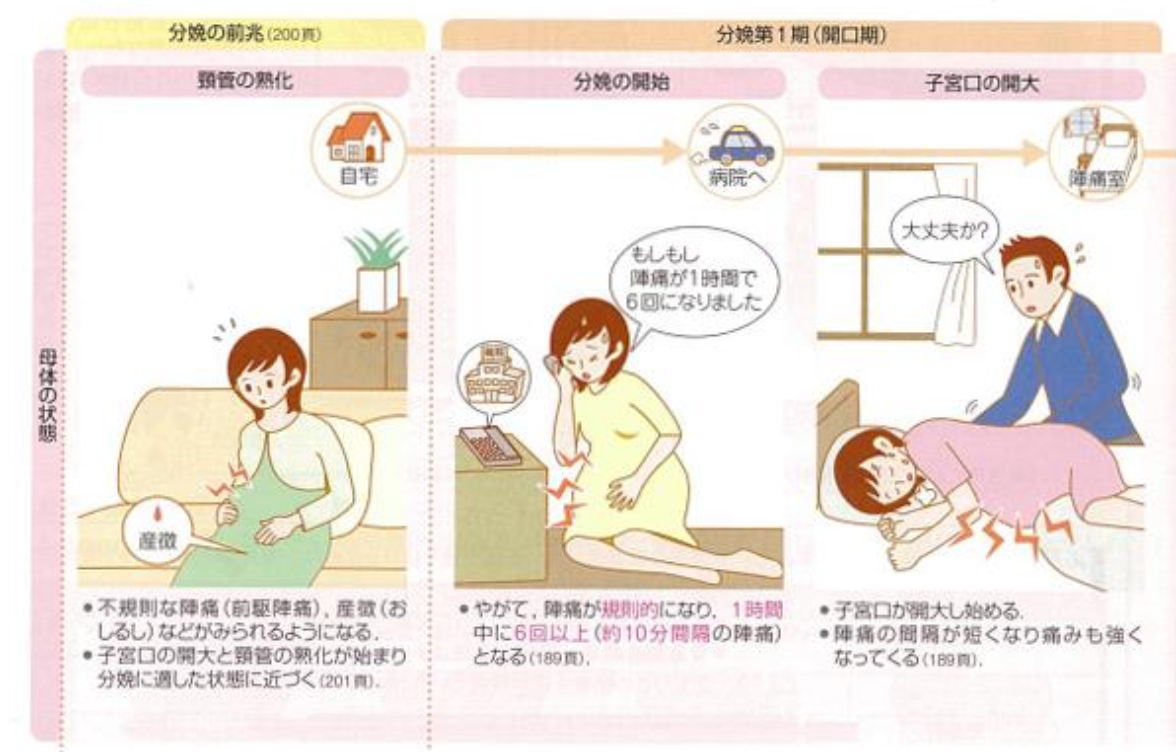 分娩の前兆(200頁)
分娩第1期(開口期)
頸管の熟化
分娩の開始
子宮口の開大
自宅
病院へ
陣痛室
母体の状態
もしもし
陣痛が1時間で
6回になりました
大丈夫か?
病院
産徴
●不規則な陣痛(前駆陣痛),産徴(お
しるし)などがみられるようになる.
●子宮口の開大と頸管の熟化が始まり
分娩に適した状態に近づく(201頁).
●やがて,陣痛が規則的になり,1時間
中に6回以上(約10分間隔の陣痛)
となる(189頁).
●子宮口が開大し始める.
●陣痛の間隔が短くなり痛みも強く
なってくる(189頁).